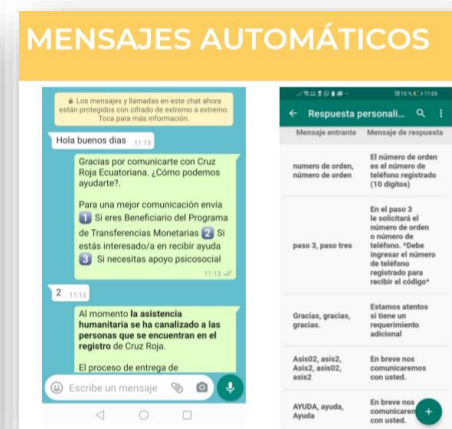 MENSAJES AUTOMÁTICOS
Los mensajes y llamadas en este chat ahora
están protegidos con cifrado de extremo a extremo.
Toca para más información.
Hola buenos dias 11:13
Gracias por comunicarte con Cruz
Roja Ecuatoriana. ¿Cómo podemos
ayudarte?.
Para una mejor comunicación envía
1 Si eres Beneficiario del Programa
de Transferencias Monetarias 2 Si
estás interesado/a en recibir ayuda
3 Si necesitas apoyo psicosocial
11:13
2 11:13
Al momento la asistencia
humanitaria se ha canalizado a las
personas que se encuentran en el
registro de Cruz Roja.
El proceso de entrega de
Escribe un mensaje
11:05
Respuesta personali...
Mensaje entrante Mensaje de respuesta
numero de orden,
número de orden
El número de orden
es el número de
teléfono registrado
(10 dígitos)
paso 3, paso tres
En el paso 3
le solicitará el
número de orden
o número de
teléfono. *Debe
ingresar el número
de teléfono
registrado para
recibir el código*
Gracias, gracias,
gracias.
Estamos atentos
si tiene un
requerimiento
adicional
Asis02, asis2,
Asis2, asis02,
asis2
En breve nos
comunicaremos
con usted.
AYUDA, ayuda,
Ayuda
En breve nos
comunicaren
con usted.